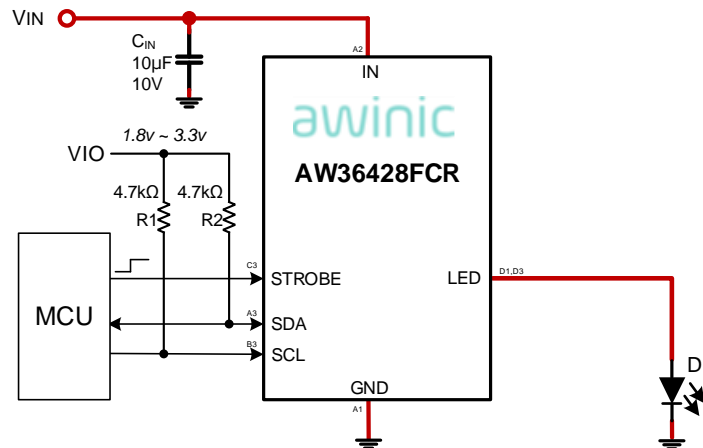 VIN
CIN
10µF
10V
A2
IN
awinic
AW36428FCR
1.8v ~ 3.3v
VIO
4.7kΩ
R1
4.7kΩ
R2
MCU
C3
STROBE
A3
SDA
B3
SCL
LED
D1,D3
GND
A1
D